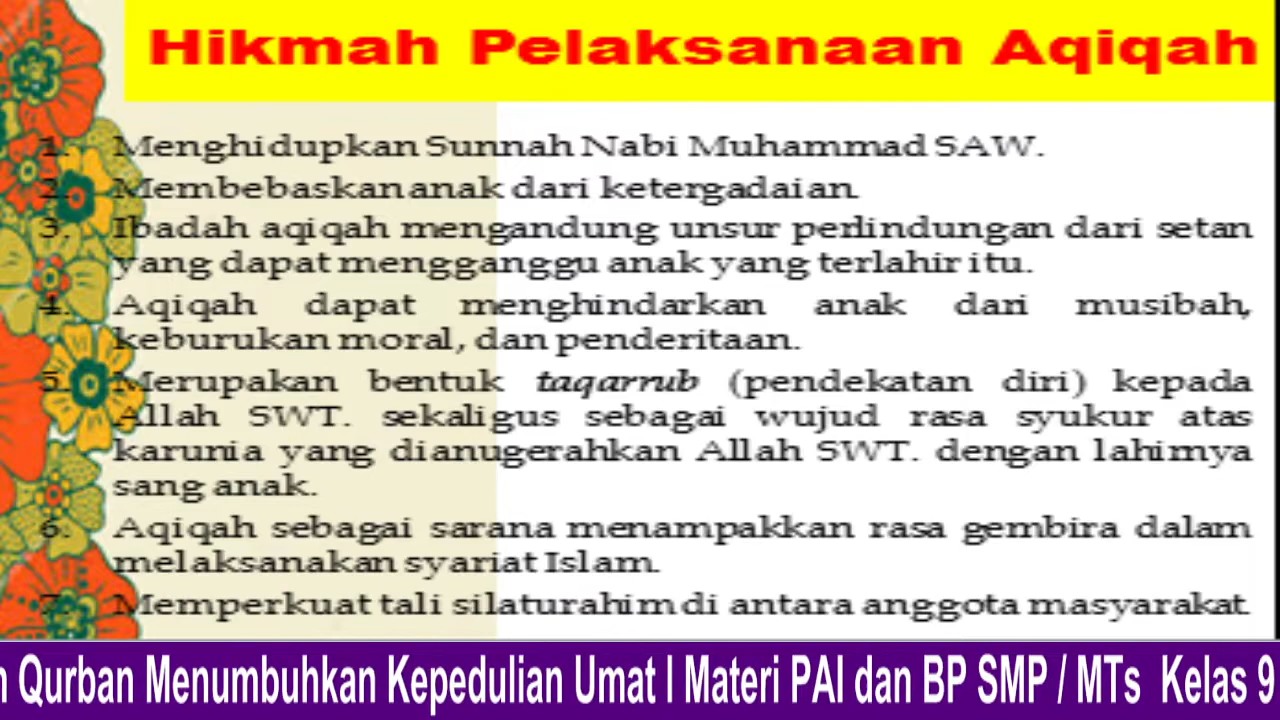 Hikmah Pelaksanaan Aqiqah
1. Menghidupkan Sunnah Nabi Muhammad SAW.
2. Membebaskan anak dari ketergadaian.
3. Ibadah aqiqah mengandung unsur perlindungan dari setan
yang dapat mengganggu anak yang terlahir itu.
4. Aqiqah dapat menghindarkan anak dari musibah,
keburukan moral, dan penderitaan.
5. Merupakan bentuk taqarrub (pendekatan diri) kepada
Allah SWT. sekaligus sebagai wujud rasa syukur atas
karunia yang dianugerahkan Allah SWT. dengan lahirnya
sang anak.
6. Aqiqah sebagai sarana menampakkan rasa gembira dalam
melaksanakan syariat Islam.
7. Memperkuat tali silaturahim di antara anggota masyarakat.
Qurban Menumbuhkan Kepedulian Umat I Materi PAI dan BP SMP / MTs Kelas 9